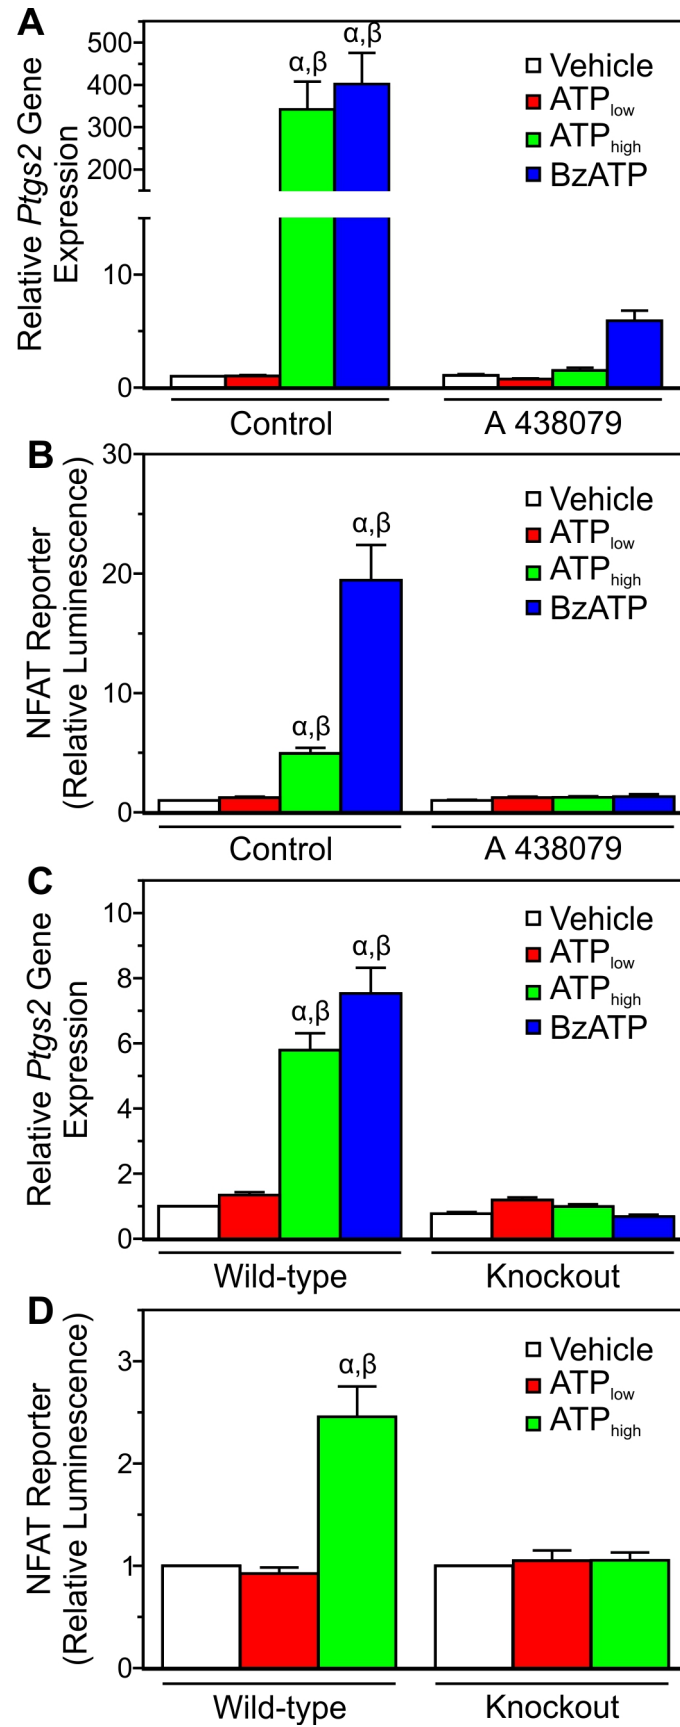 A
Relative Ptgs2 Gene
Expression
500
400
300
200
10
0
α,β
α,β
Vehicle
ATPlow
ATPhigh
BzATP
Control
A 438079
B
NFAT Reporter
(Relative Luminescence)
30
20
10
0
α,β
α,β
Vehicle
ATPlow
ATPhigh
BzATP
Control
A 438079
C
Relative Ptgs2 Gene
Expression
10
8
6
4
2
0
α,β
α,β
Vehicle
ATPlow
ATPhigh
BzATP
Wild-type
Knockout
D
NFAT Reporter
(Relative Luminescence)
3
2
1
0
α,β
Vehicle
ATPlow
ATPhigh
Wild-type
Knockout